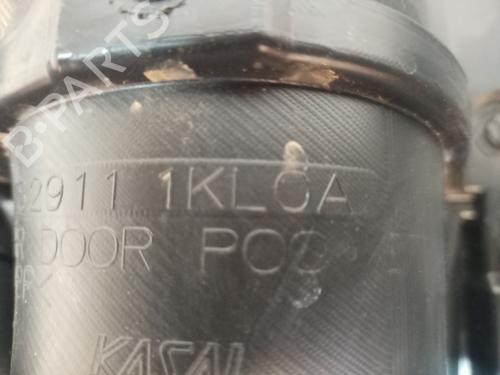 B-PARTS
2911 1KL0A
DOOR POC
KASAI